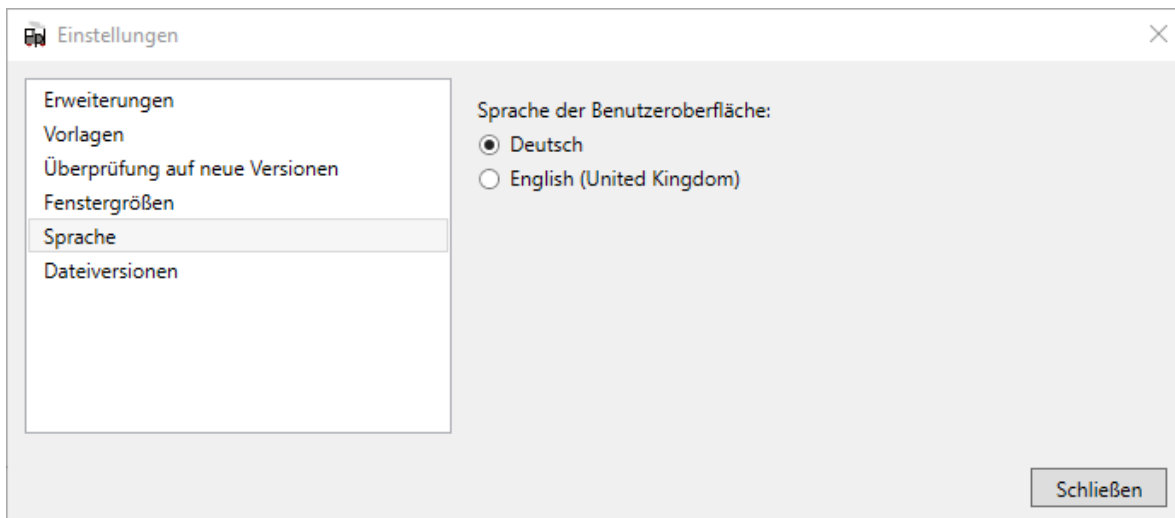 Einstellungen
Erweiterungen
Vorlagen
Überprüfung auf neue Versionen
Fenstergrößen
Sprache
Dateiversionen
Sprache der Benutzeroberfläche:
Deutsch
English (United Kingdom)
Schließen